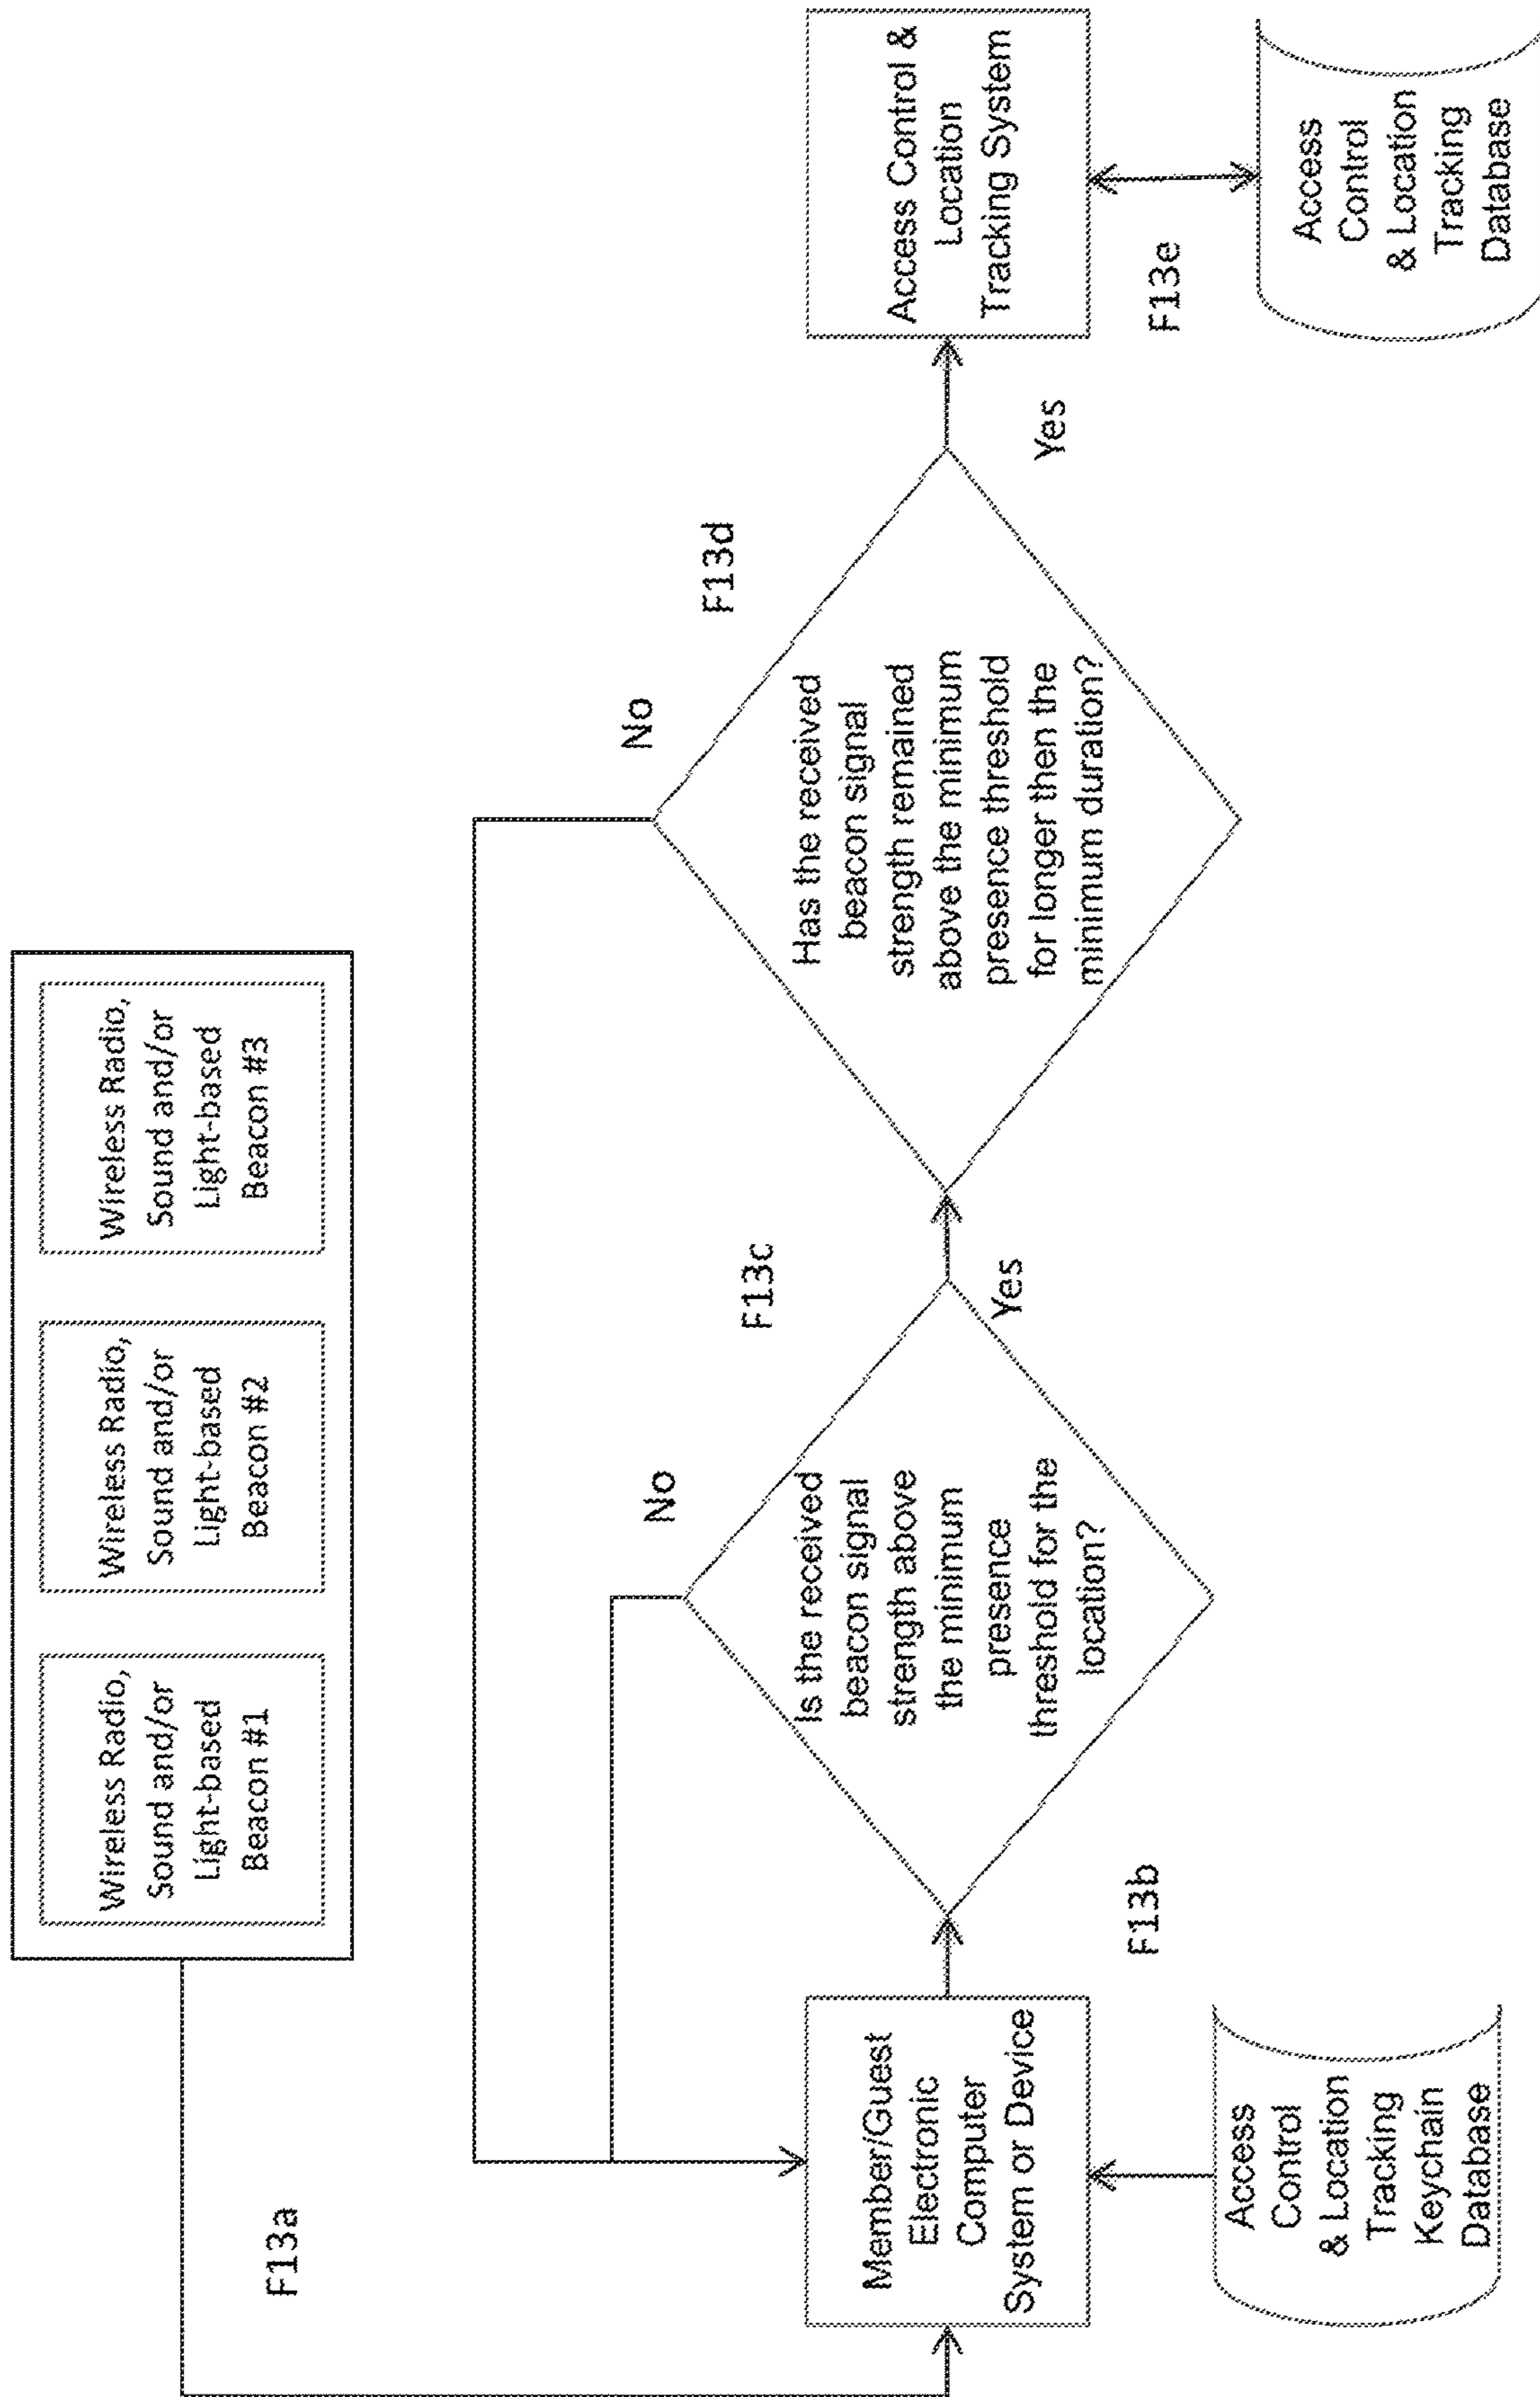 F13a
Wireless Radio,
Sound and/or
Light-based
Beacon #1
Wireless Radio,
Sound and/or
Light-based
Beacon #2
Wireless Radio,
Sound and/or
Light-based
Beacon #3
Member/Guest
Electronic
Computer
System or Device
Access
Control
& Location
Tracking
Keychain
Database
F13b
Is the received
beacon signal
strength above
the minimum
presence
threshold for the
location?
No
F13c
Yes
Has the received
beacon signal
strength remained
above the minimum
presence threshold
for longer then the
minimum duration?
No
F13d
Yes
Access Control &
Location
Tracking System
F13e
Access
Control
& Location
Tracking
Database